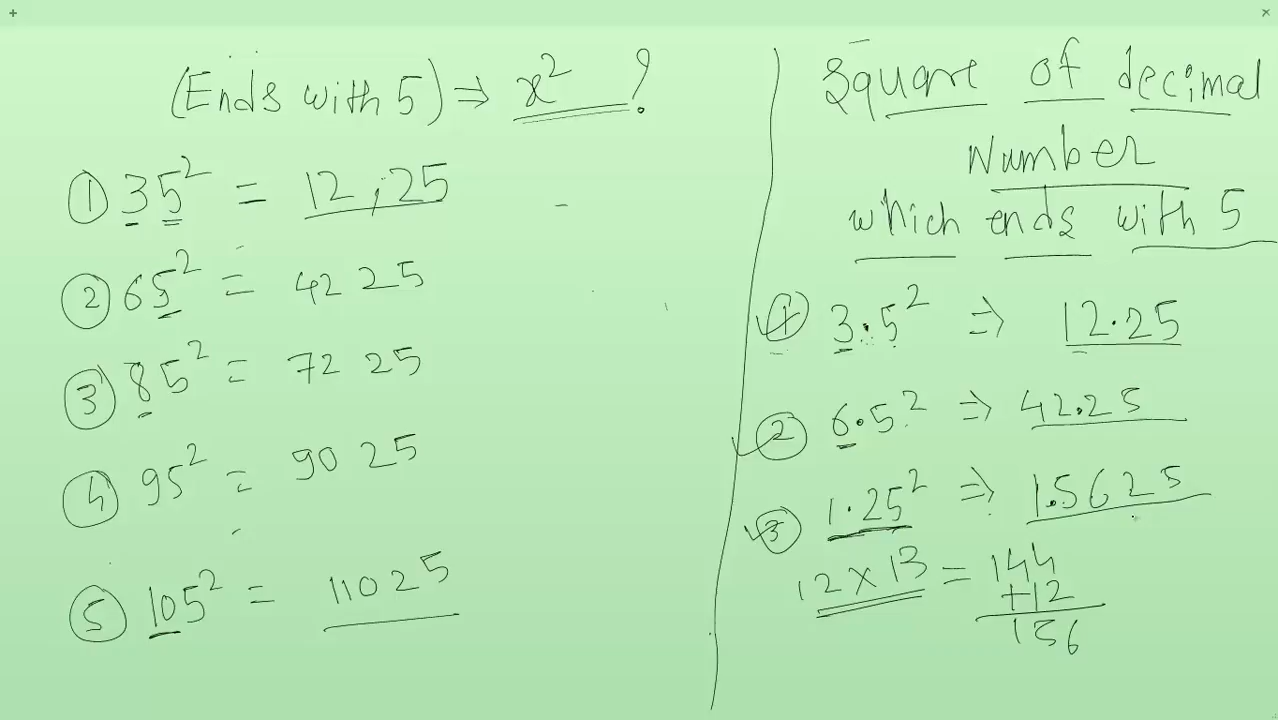 (Ends with 5) ⇒ x² ?
① 35² = 12,25
② 65² = 4225
③ 85² = 7225
④ 95² = 9025
⑤ 105² = 11025
Square of decimal
Number
which ends with 5
① 3.5² ⇒ 12.25
② 6.5² ⇒ 42.25
③ 1.25² ⇒ 1.5625
12 × 13 = 144
+12
156